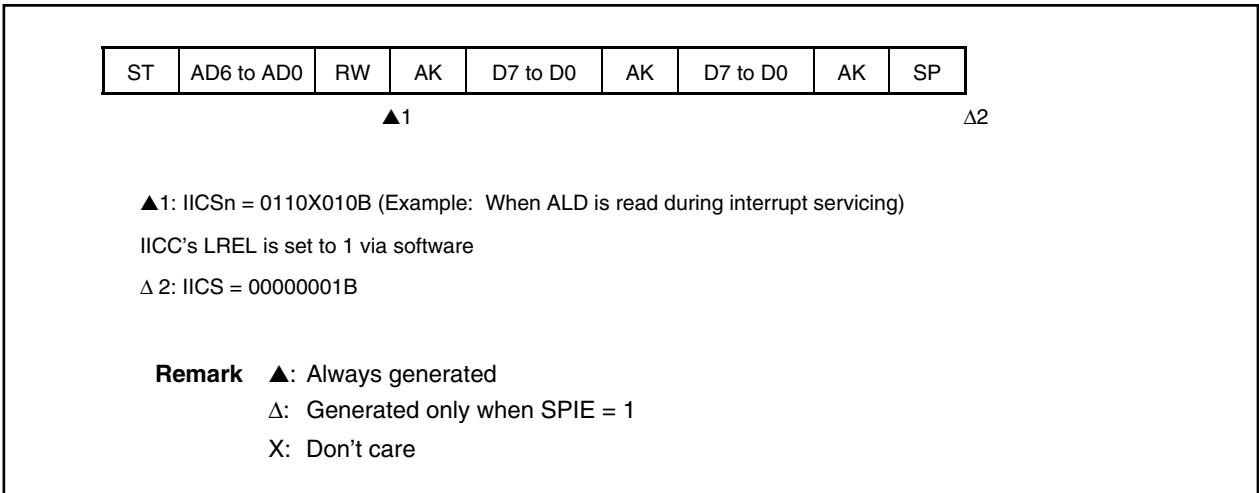 ST AD6 to AD0 RW AK D7 to D0 AK D7 to D0 AK SP
▲1 Δ2
▲1: IICSn = 0110X010B (Example: When ALD is read during interrupt servicing)
IICC's LREL is set to 1 via software
Δ 2: IICS = 00000001B
Remark ▲: Always generated
Δ: Generated only when SPIE = 1
X: Don't care